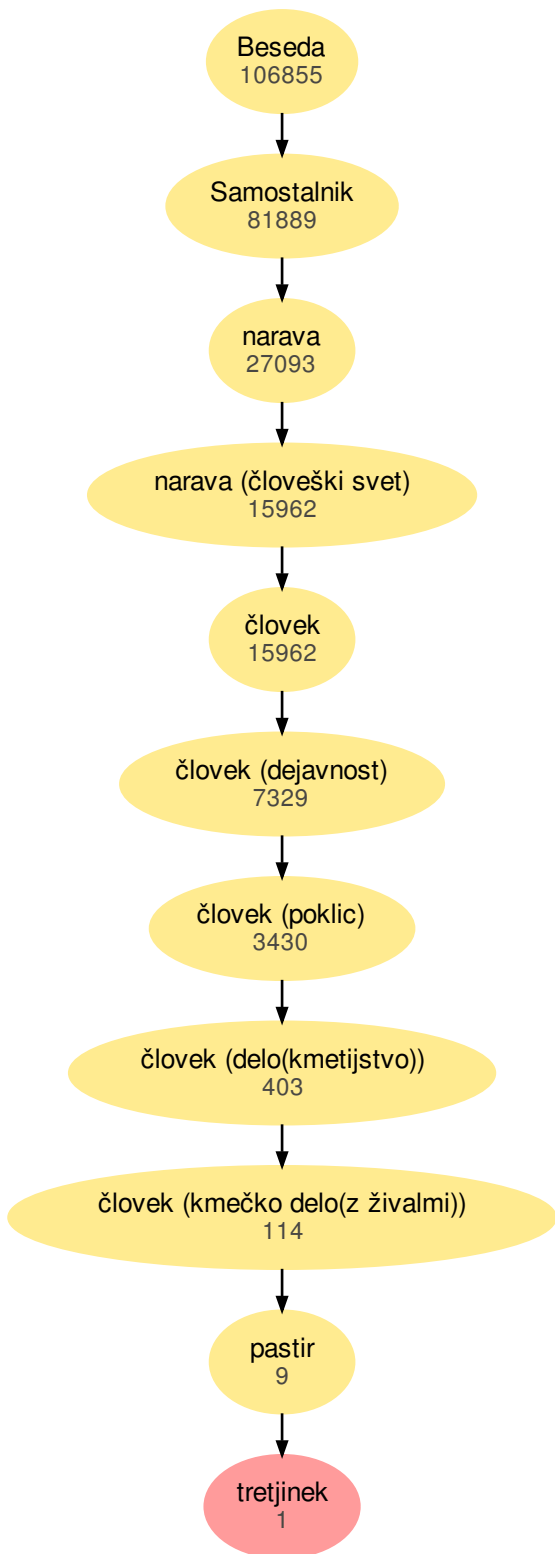 Beseda
106855
Samostalnik
81889
narava
27093
narava (človeški svet)
15962
človek
15962
človek (dejavnost)
7329
človek (poklic)
3430
človek (delo(kmetijstvo))
403
človek (kmečko delo(z živalmi))
114
pastir
9
tretjinek
1